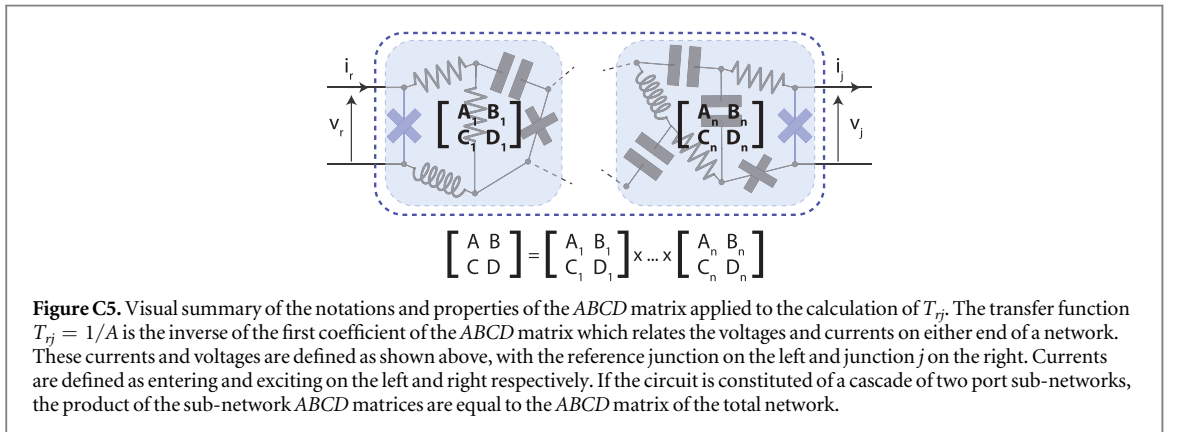 i_r
i_j
v_r
[ A_1 B_1
C_1 D_1 ]
[ A_n B_n
C_n D_n ]
v_j
[ A B
C D ] = [ A_1 B_1
C_1 D_1 ] x ... x [ A_n B_n
C_n D_n ]
Figure C5. Visual summary of the notations and properties of the ABCD matrix applied to the calculation of T_rj. The transfer function
T_rj = 1/A is the inverse of the first coefficient of the ABCD matrix which relates the voltages and currents on either end of a network.
These currents and voltages are defined as shown above, with the reference junction on the left and junction j on the right. Currents
are defined as entering and exciting on the left and right respectively. If the circuit is constituted of a cascade of two port sub-networks,
the product of the sub-network ABCD matrices are equal to the ABCD matrix of the total network.